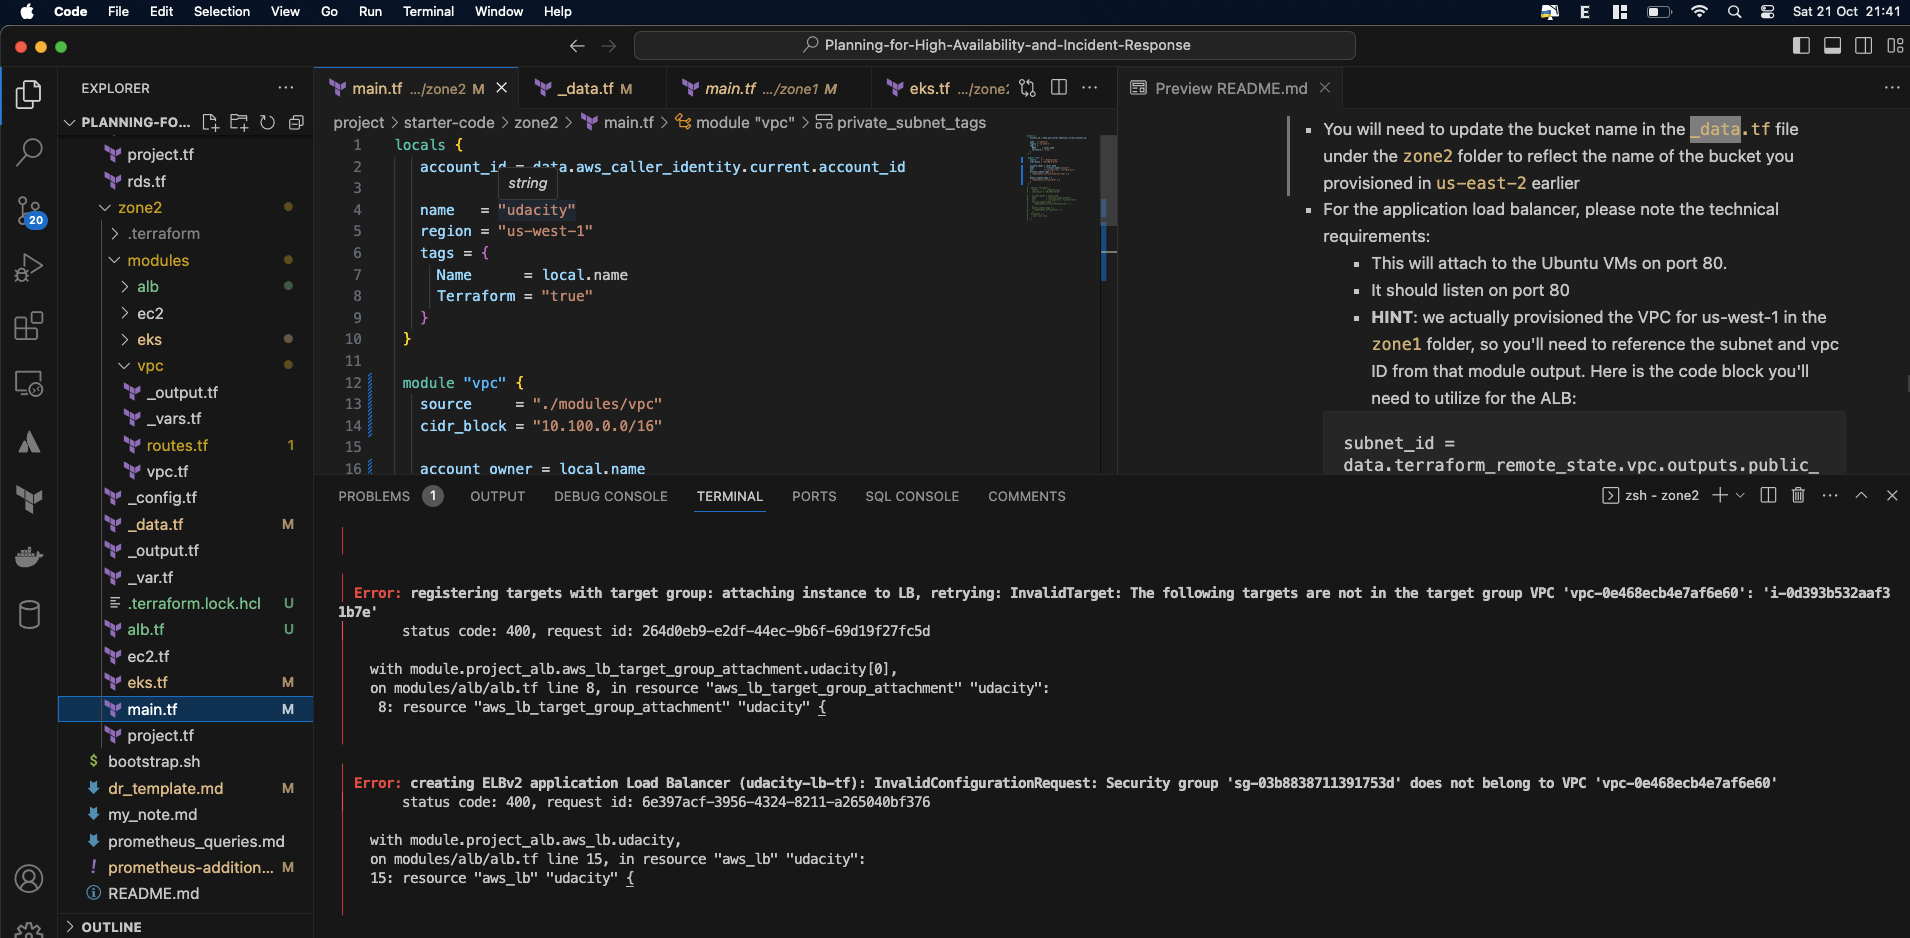 Code File Edit Selection View Go Run Terminal Window Help
Sat 21 Oct 21:41
Planning-for-High-Availability-and-Incident-Response
EXPLORER
PLANNING-FO...
project.tf
rds.tf
zone2
.terraform
modules
alb
ec2
eks
vpc
_output.tf
_vars.tf
routes.tf 1
vpc.tf
_config.tf
_data.tf M
_output.tf
_var.tf
.terraform.lock.hcl U
alb.tf U
ec2.tf
eks.tf M
main.tf M
project.tf
bootstrap.sh
dr_template.md M
my_note.md
prometheus_queries.md
prometheus-addition... M
README.md
OUTLINE
20
main.tf .../zone2 M
_data.tf M
main.tf .../zone1 M
eks.tf .../zone2
project > starter-code > zone2 > main.tf > module "vpc" > private_subnet_tags
1 locals {
2 account_id = data.aws_caller_identity.current.account_id
string
3
4 name = "udacity"
5 region = "us-west-1"
6 tags = {
7 Name = local.name
8 Terraform = "true"
9 }
10 }
11
12 module "vpc" {
13 source = "./modules/vpc"
14 cidr_block = "10.100.0.0/16"
15
16 account_owner = local.name
Preview README.md
You will need to update the bucket name in the _data.tf file
under the zone2 folder to reflect the name of the bucket you
provisioned in us-east-2 earlier
For the application load balancer, please note the technical
requirements:
This will attach to the Ubuntu VMs on port 80.
It should listen on port 80
HINT: we actually provisioned the VPC for us-west-1 in the
zone1 folder, so you'll need to reference the subnet and vpc
ID from that module output. Here is the code block you'll
need to utilize for the ALB:
subnet_id =
data.terraform_remote_state.vpc.outputs.public_
PROBLEMS 1 OUTPUT DEBUG CONSOLE TERMINAL PORTS SQL CONSOLE COMMENTS
zsh - zone2
Error: registering targets with target group: attaching instance to LB, retrying: InvalidTarget: The following targets are not in the target group VPC 'vpc-0e468ecb4e7af6e60': 'i-0d393b532aaf3
1b7e'
status code: 400, request id: 264d0eb9-e2df-44ec-9b6f-69d19f27fc5d
with module.project_alb.aws_lb_target_group_attachment.udacity[0],
on modules/alb/alb.tf line 8, in resource "aws_lb_target_group_attachment" "udacity":
8: resource "aws_lb_target_group_attachment" "udacity" {
Error: creating ELBv2 application Load Balancer (udacity-lb-tf): InvalidConfigurationRequest: Security group 'sg-03b8838711391753d' does not belong to VPC 'vpc-0e468ecb4e7af6e60'
status code: 400, request id: 6e397acf-3956-4324-8211-a265040bf376
with module.project_alb.aws_lb.udacity,
on modules/alb/alb.tf line 15, in resource "aws_lb" "udacity":
15: resource "aws_lb" "udacity" {